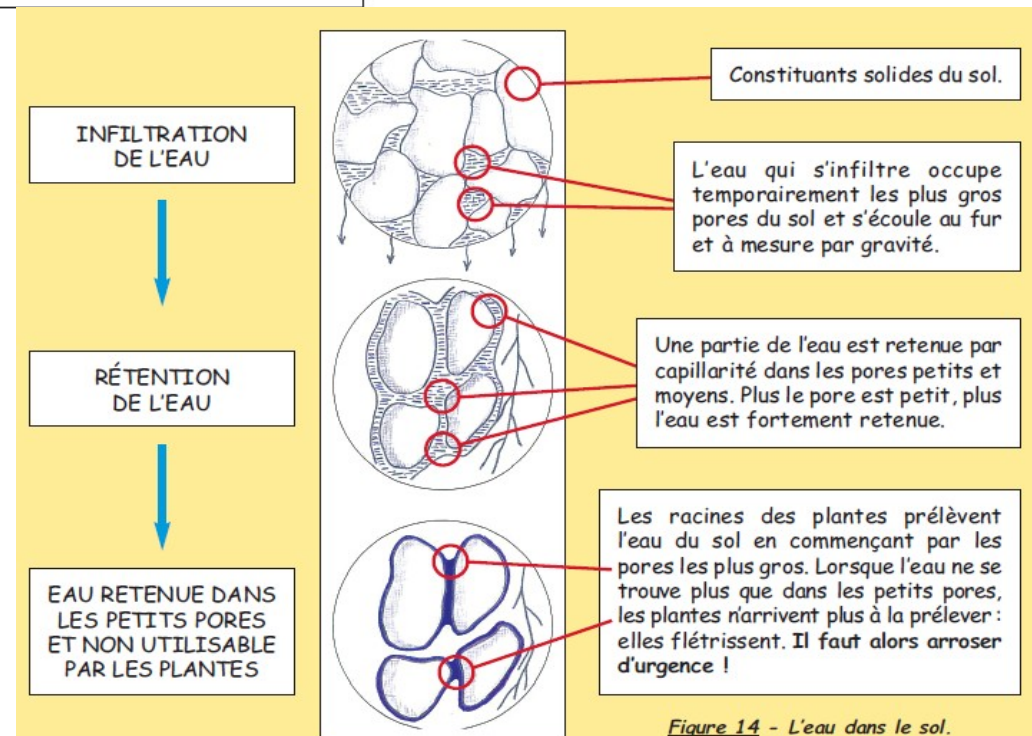 INFILTRATION
DE L'EAU
Constituants solides du sol.
L'eau qui s'infiltre occupe
temporairement les plus gros
pores du sol et s'écoule au fur
et à mesure par gravité.
RÉTENTION
DE L'EAU
Une partie de l'eau est retenue par
capillarité dans les pores petits et
moyens. Plus le pore est petit, plus
l'eau est fortement retenue.
EAU RETENUE DANS
LES PETITS PORES
ET NON UTILISABLE
PAR LES PLANTES
Les racines des plantes prélèvent
l'eau du sol en commençant par les
pores les plus gros. Lorsque l'eau ne se
trouve plus que dans les petits pores,
les plantes n'arrivent plus à la prélever :
elles flétrissent. Il faut alors arroser
d'urgence !
Figure 14 - L'eau dans le sol.